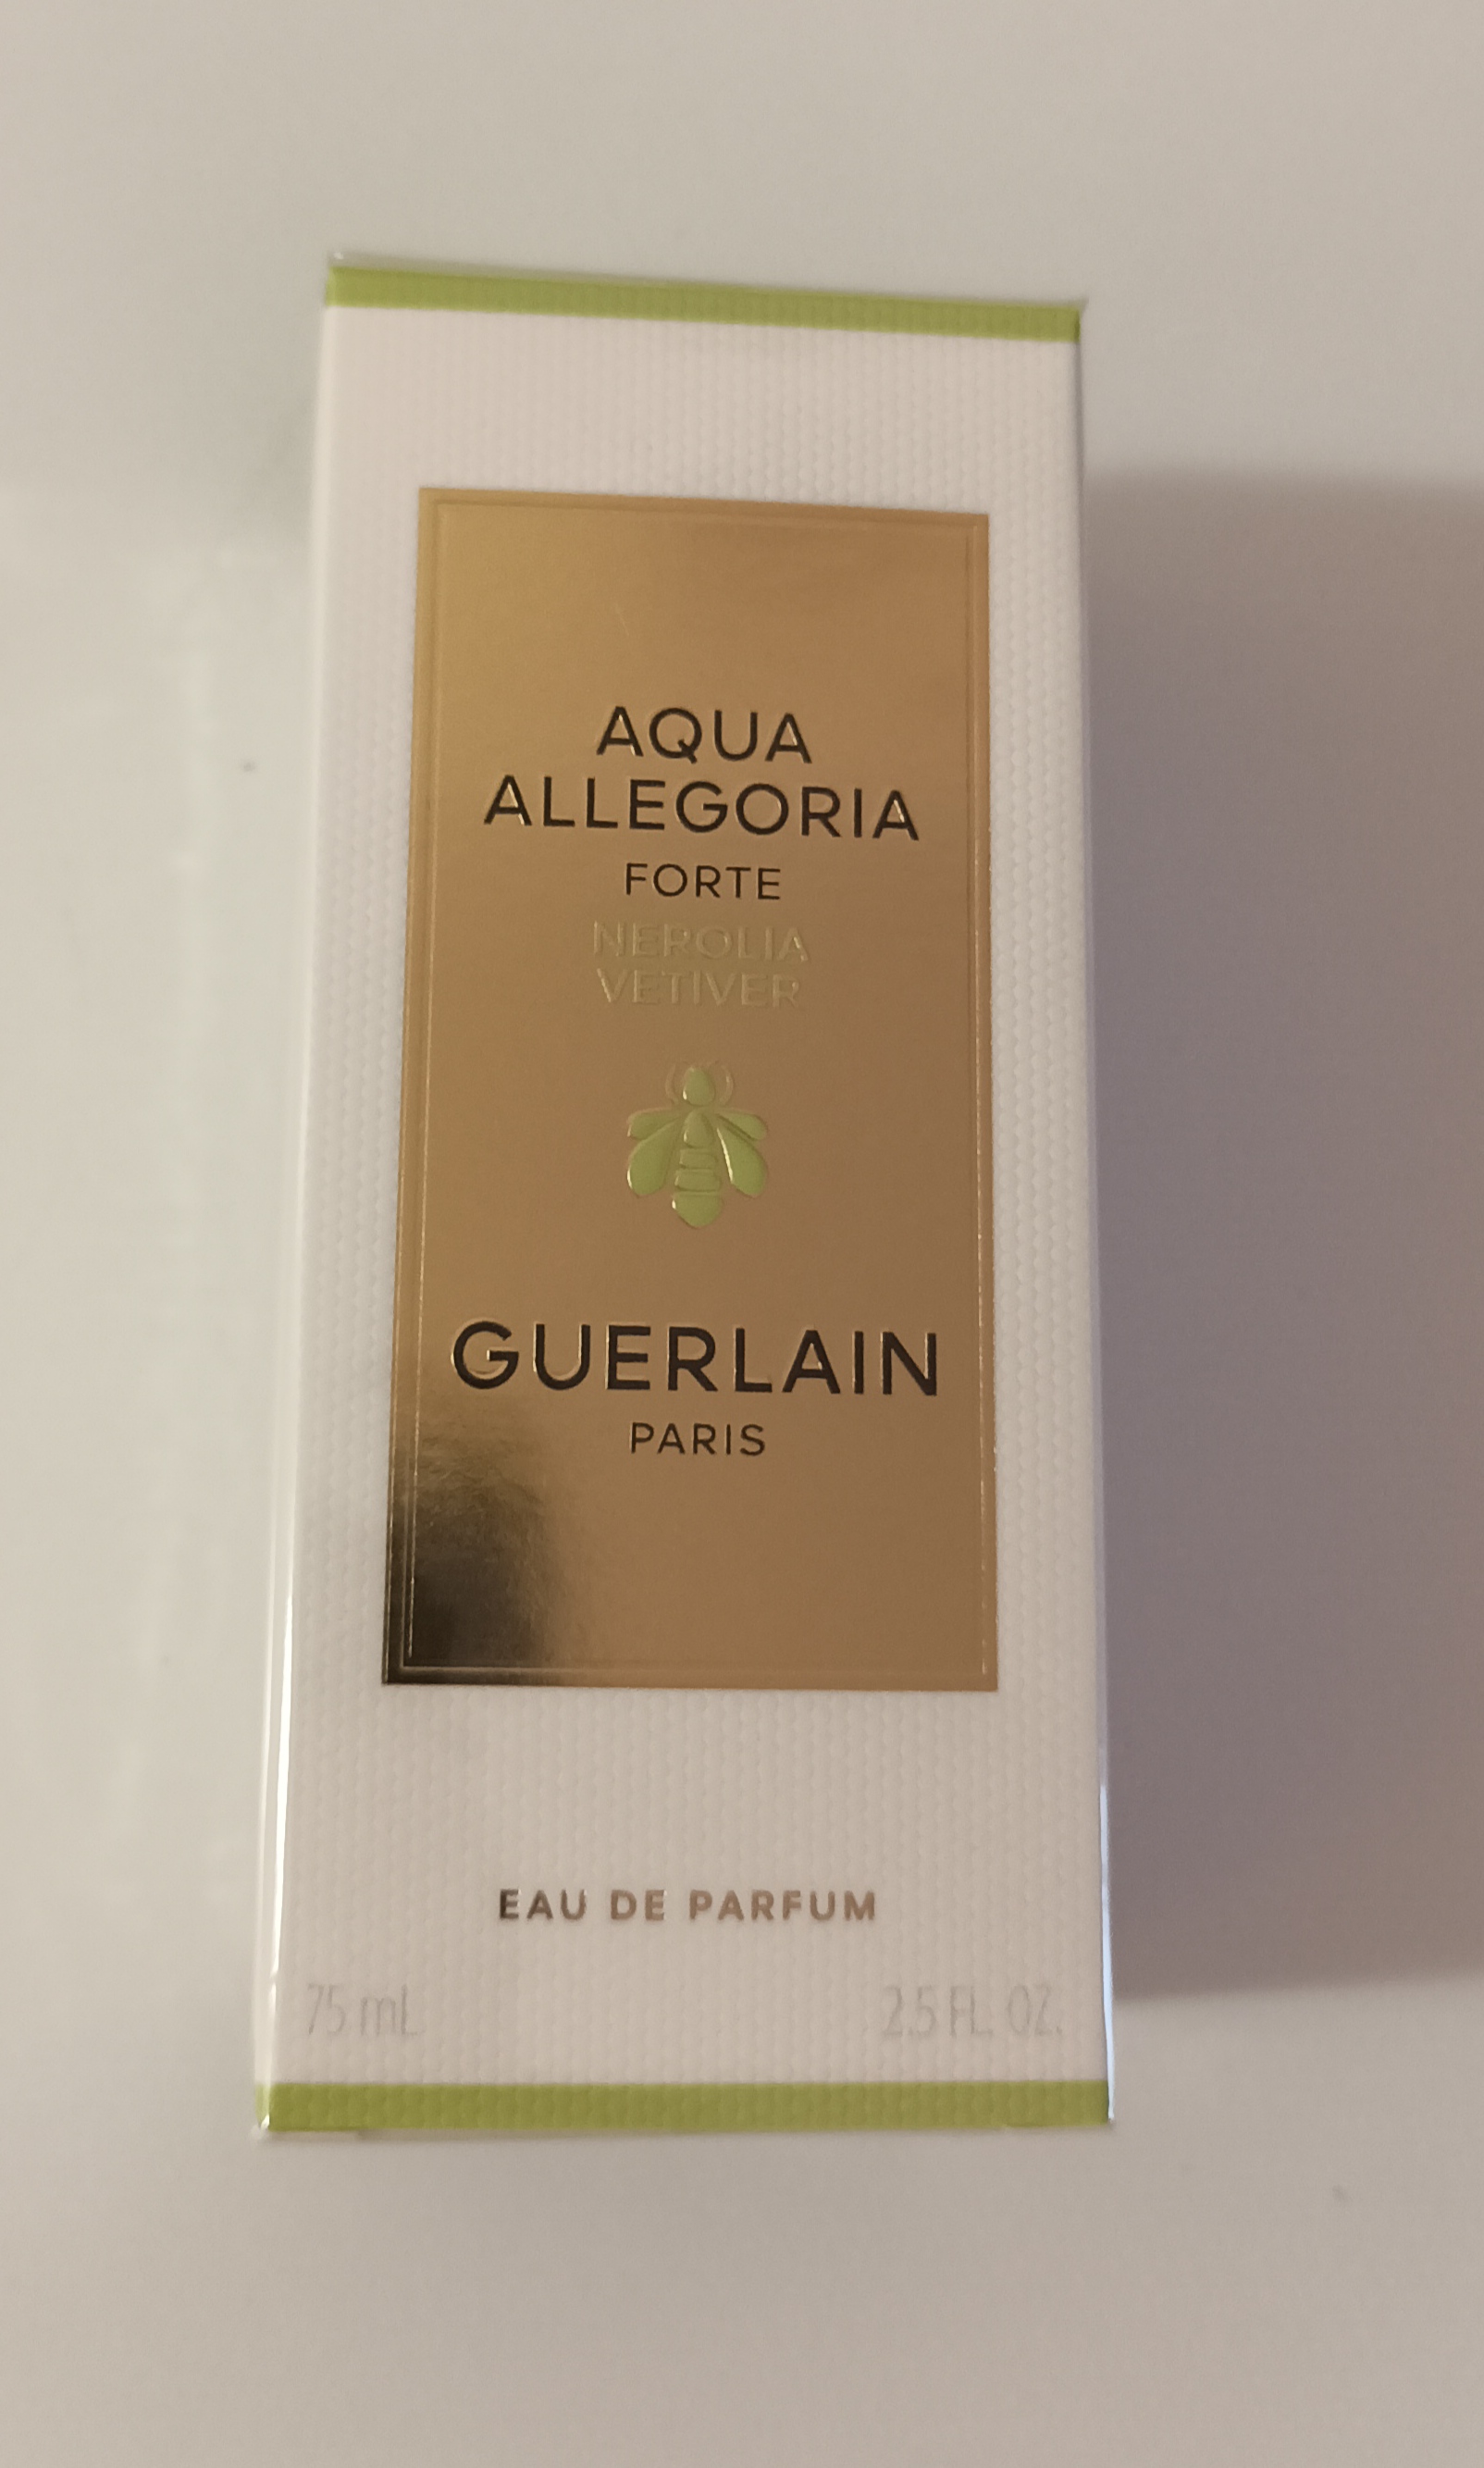 AQUA
ALLEGORIA
FORTE
NEROLIA
VETIVER
GUERLAIN
PARIS
EAU DE PARFUM
75 mL 2.5 FL. OZ.